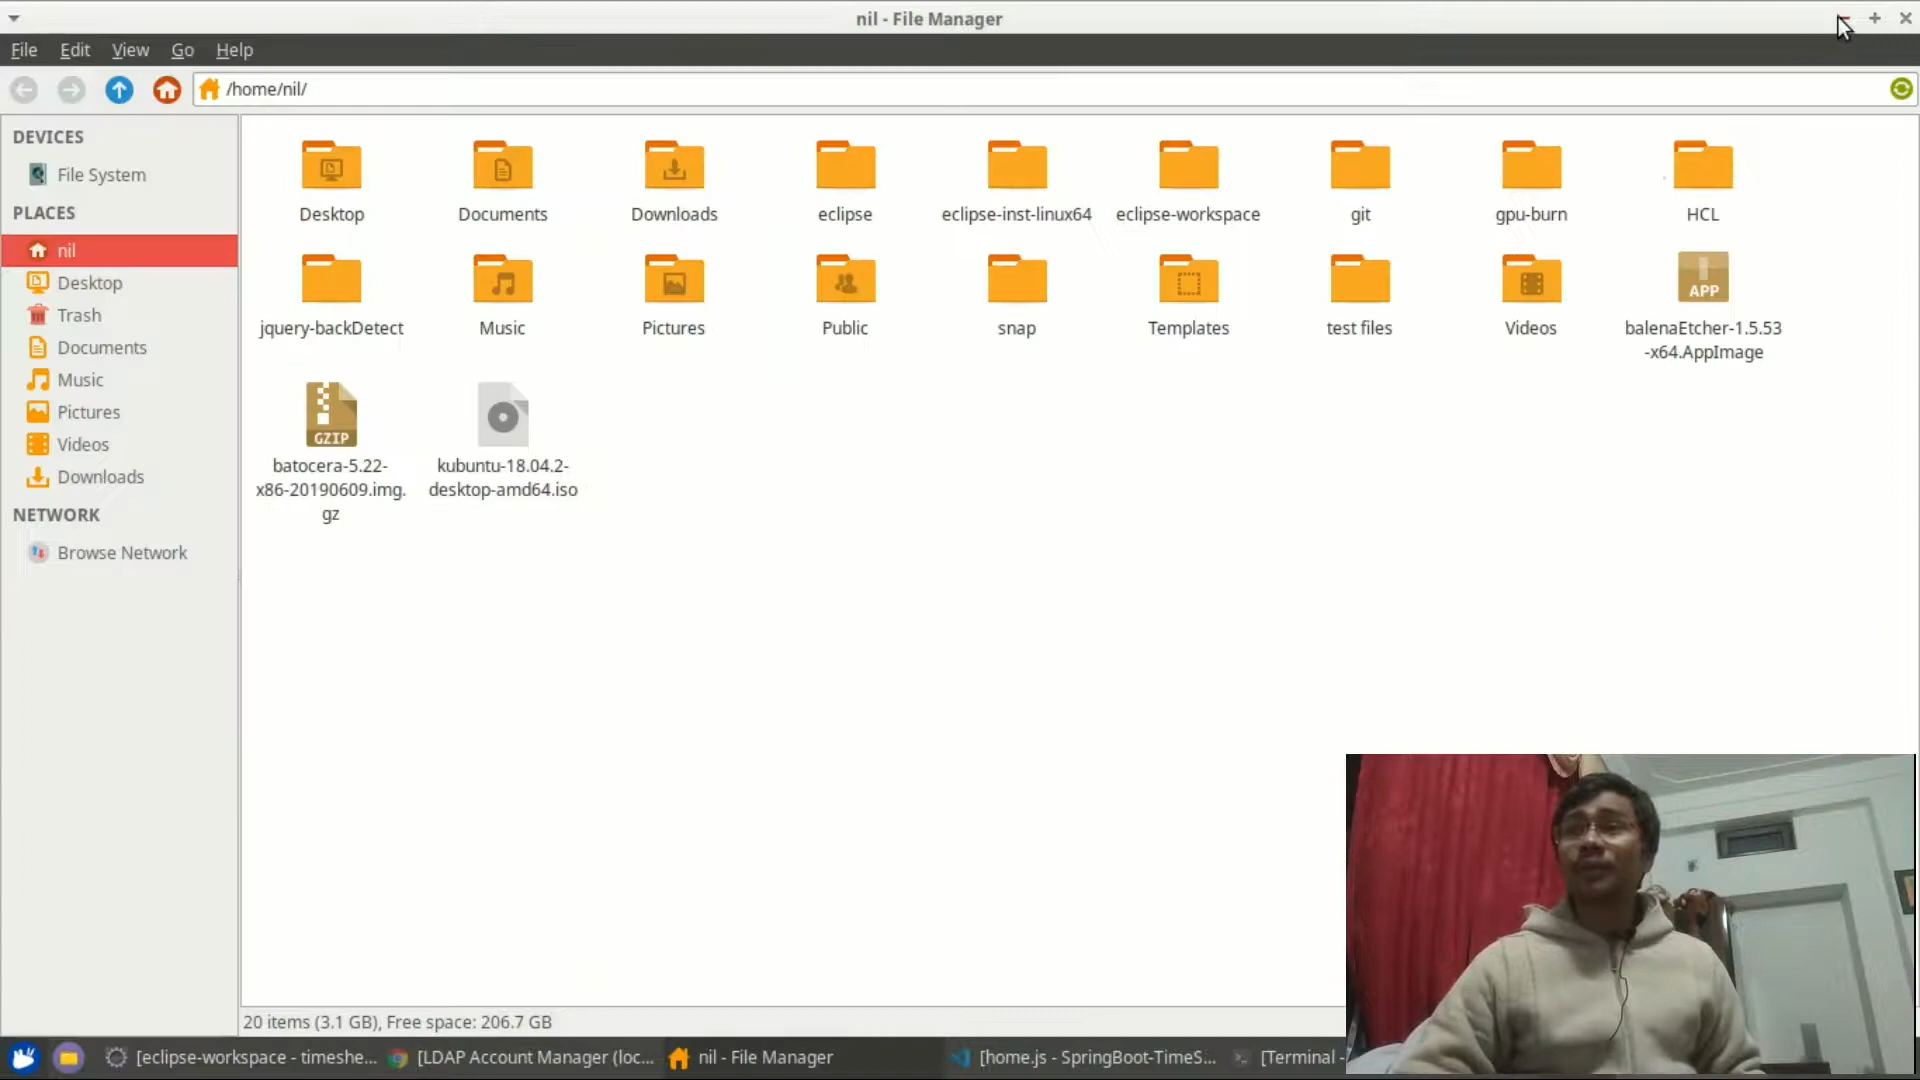 nil - File Manager
File Edit View Go Help
/home/nil/
DEVICES
File System
PLACES
nil
Desktop
Trash
Documents
Music
Pictures
Videos
Downloads
NETWORK
Browse Network
Desktop Documents Downloads eclipse eclipse-inst-linux64 eclipse-workspace git gpu-burn HCL
jquery-backDetect Music Pictures Public snap Templates test files Videos balenaEtcher-1.5.53
-x64.AppImage
APP
GZIP
batocera-5.22- kubuntu-18.04.2-
x86-20190609.img. desktop-amd64.iso
gz
20 items (3.1 GB), Free space: 206.7 GB
[eclipse-workspace - timeshe... [LDAP Account Manager (loc... nil - File Manager [home.js - SpringBoot-TimeS... [Terminal -